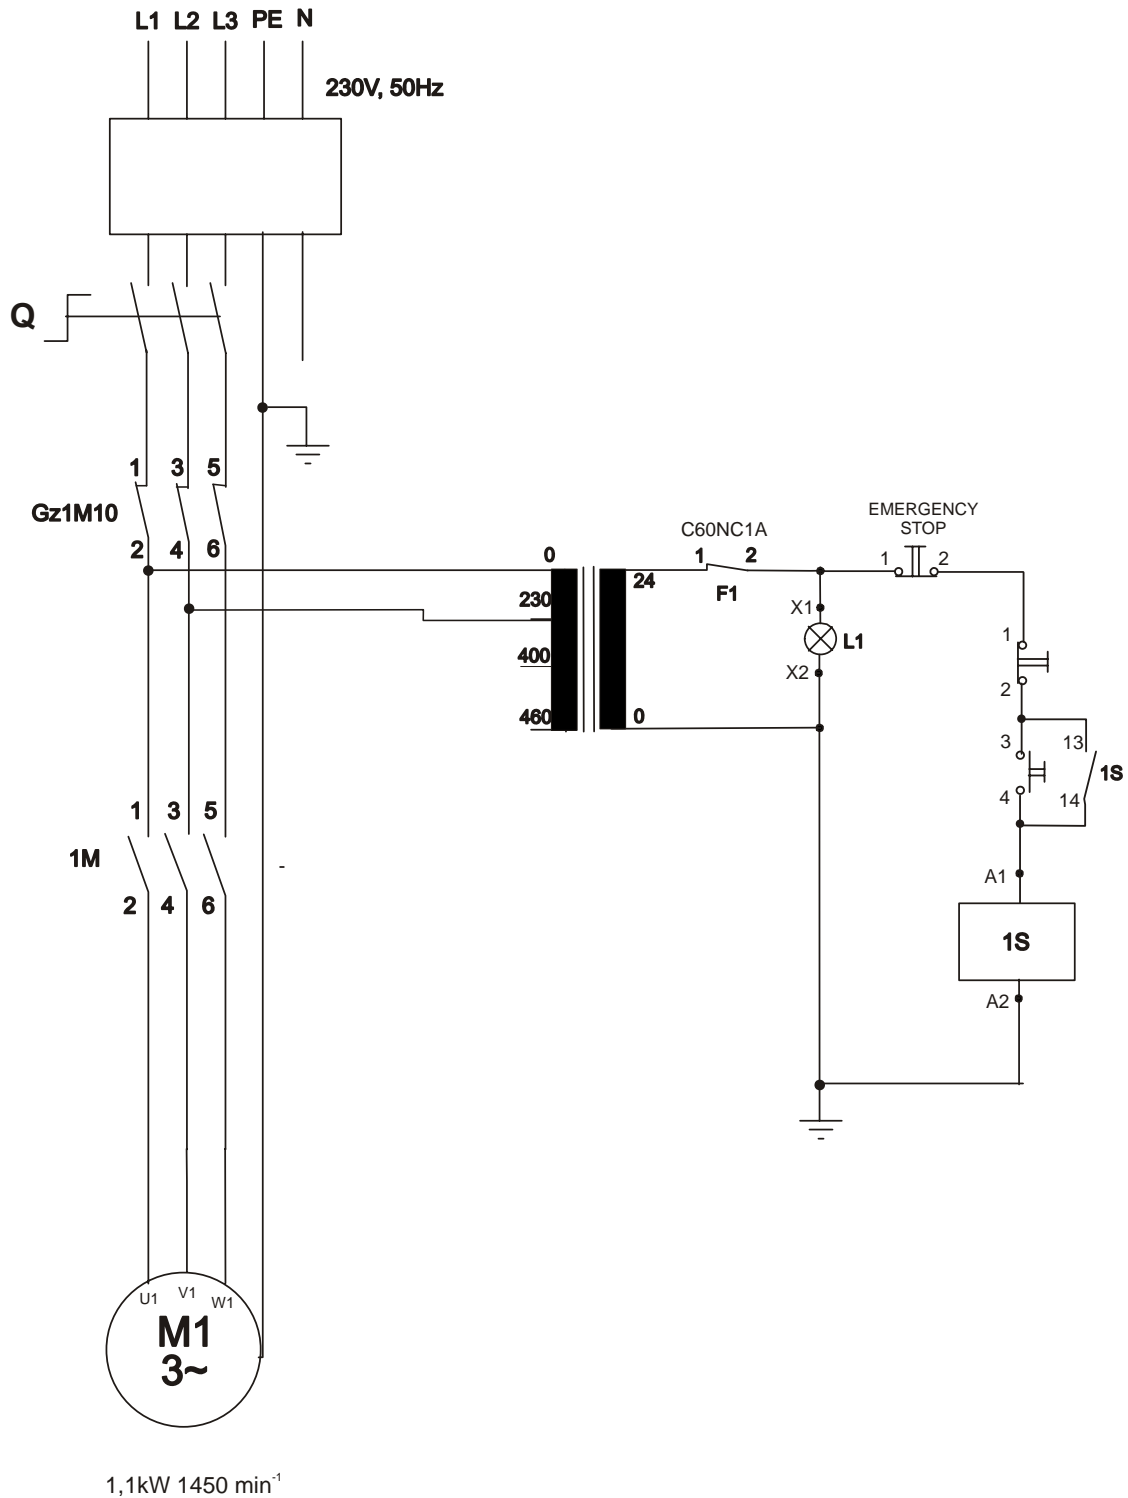 L1 L2 L3 PE N
230V, 50Hz
Q
1 3 5
Gz1M10
2 4 6
0
230
400
460
24
0
C60NC1A
1 2
F1
EMERGENCY
STOP
1 2
X1
L1
X2
1
2
3 13
1S
4 14
A1
1S
A2
1 3 5
1M
2 4 6
-
U1 V1 W1
M1
3~
1,1kW 1450 min⁻¹